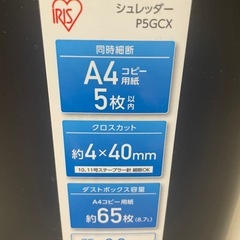 IRIS
シュレッダー
P5GCX
同時細断
A4 コピー用紙
5枚以内
クロスカット
約4×40mm
10、11号ステープラー針 細断OK
ダストボックス容量
A4コピー用紙
約65枚(8.7L)